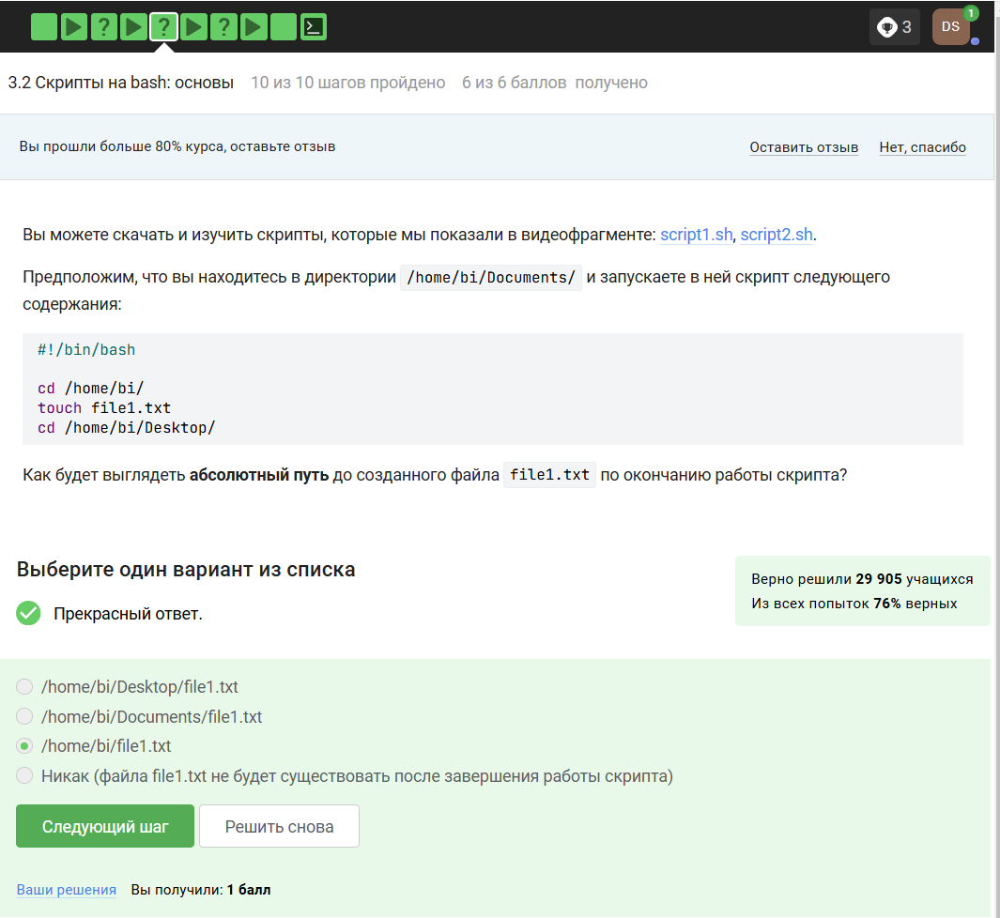 ? ? ?
3
DS
1
3.2 Скрипты на bash: основы 10 из 10 шагов пройдено 6 из 6 баллов получено
Вы прошли больше 80% курса, оставьте отзыв Оставить отзыв Нет, спасибо
Вы можете скачать и изучить скрипты, которые мы показали в видеофрагменте: script1.sh, script2.sh.
Предположим, что вы находитесь в директории /home/bi/Documents/ и запускаете в ней скрипт следующего
содержания:
#!/bin/bash
cd /home/bi/
touch file1.txt
cd /home/bi/Desktop/
Как будет выглядеть абсолютный путь до созданного файла file1.txt по окончанию работы скрипта?
Выберите один вариант из списка
Прекрасный ответ.
Верно решили 29 905 учащихся
Из всех попыток 76% верных
/home/bi/Desktop/file1.txt
/home/bi/Documents/file1.txt
/home/bi/file1.txt
Никак (файла file1.txt не будет существовать после завершения работы скрипта)
Следующий шаг Решить снова
Ваши решения Вы получили: 1 балл